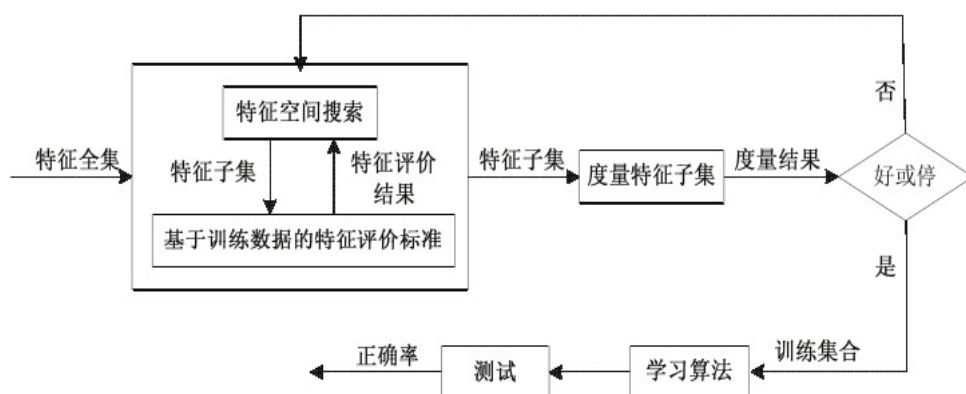 否
特征空间搜索
特征全集
特征子集
特征评价
结果
特征子集
度量特征子集
度量结果
好或停
基于训练数据的特征评价标准
是
正确率
测试
学习算法
训练集合